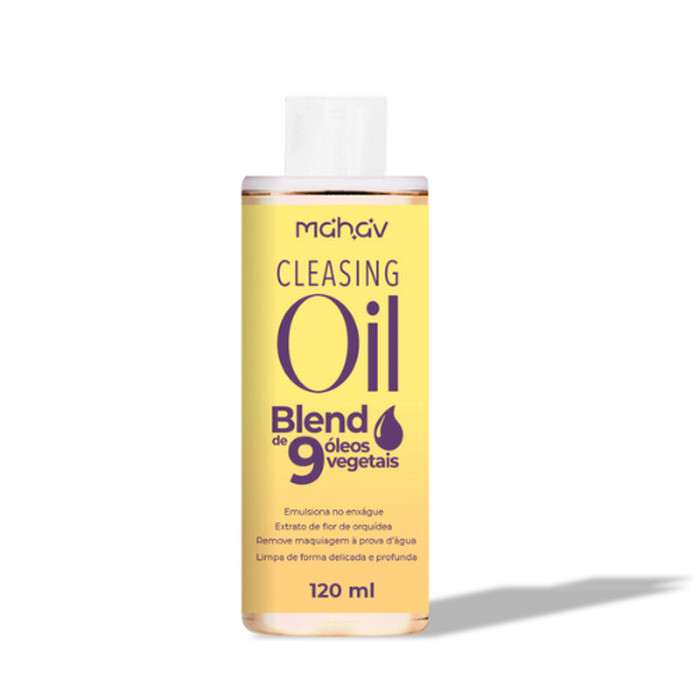 mahav
CLEASING
Oil
Blend
de 9 óleos
vegetais
Emulsiona no enxágue
Extrato de flor de orquídea
Remove maquiagem à prova d'água
Limpa de forma delicada e profunda
120 ml